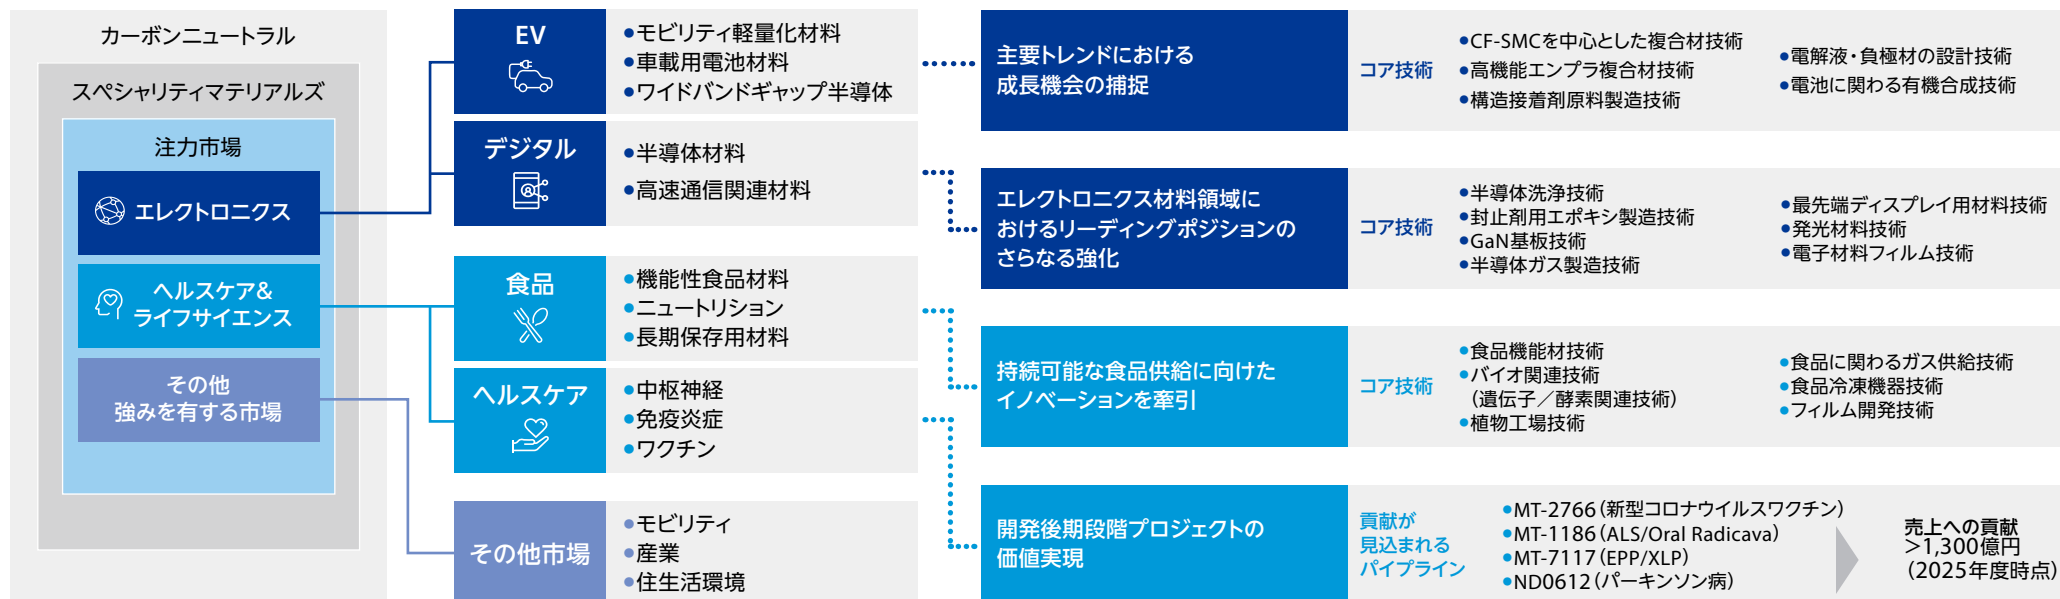 カーボンニュートラル
スペシャリティマテリアルズ
注力市場
エレクトロニクス
ヘルスケア&
ライフサイエンス
その他
強みを有する市場
EV
●モビリティ軽量化材料
●車載用電池材料
●ワイドバンドギャップ半導体
デジタル
●半導体材料
●高速通信関連材料
食品
●機能性食品材料
●ニュートリション
●長期保存用材料
ヘルスケア
●中枢神経
●免疫炎症
●ワクチン
その他市場
●モビリティ
●産業
●住生活環境
主要トレンドにおける
成長機会の捕捉
コア技術
●CF-SMCを中心とした複合材技術
●高機能エンプラ複合材技術
●構造接着剤原料製造技術
●電解液・負極材の設計技術
●電池に関わる有機合成技術
エレクトロニクス材料領域に
おけるリーディングポジションの
さらなる強化
コア技術
●半導体洗浄技術
●封止剤用エポキシ製造技術
●GaN基板技術
●半導体ガス製造技術
●最先端ディスプレイ用材料技術
●発光材料技術
●電子材料フィルム技術
持続可能な食品供給に向けた
イノベーションを牽引
コア技術
●食品機能材技術
●バイオ関連技術
（遺伝子／酵素関連技術）
●植物工場技術
●食品に関わるガス供給技術
●食品冷凍機器技術
●フィルム開発技術
開発後期段階プロジェクトの
価値実現
貢献が
見込まれる
パイプライン
●MT-2766（新型コロナウイルスワクチン）
●MT-1186（ALS/Oral Radicava）
●MT-7117（EPP/XLP）
●ND0612（パーキンソン病）
売上への貢献
>1,300億円
（2025年度時点）